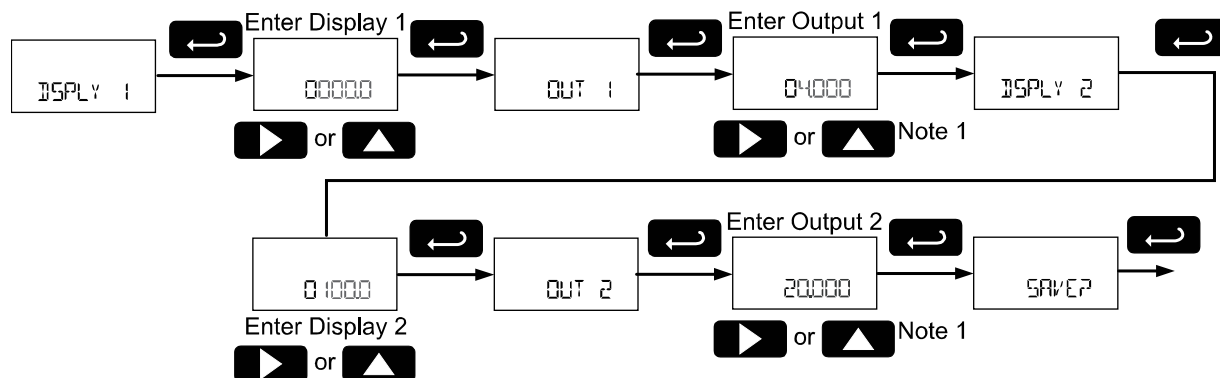 Enter Display 1
Enter Output 1
DSPLY 1
0000.0
OUT 1
04.000
DSPLY 2
or
or
Note 1
Enter Output 2
0100.0
OUT 2
20.000
SAVE?
Enter Display 2
or
or
Note 1